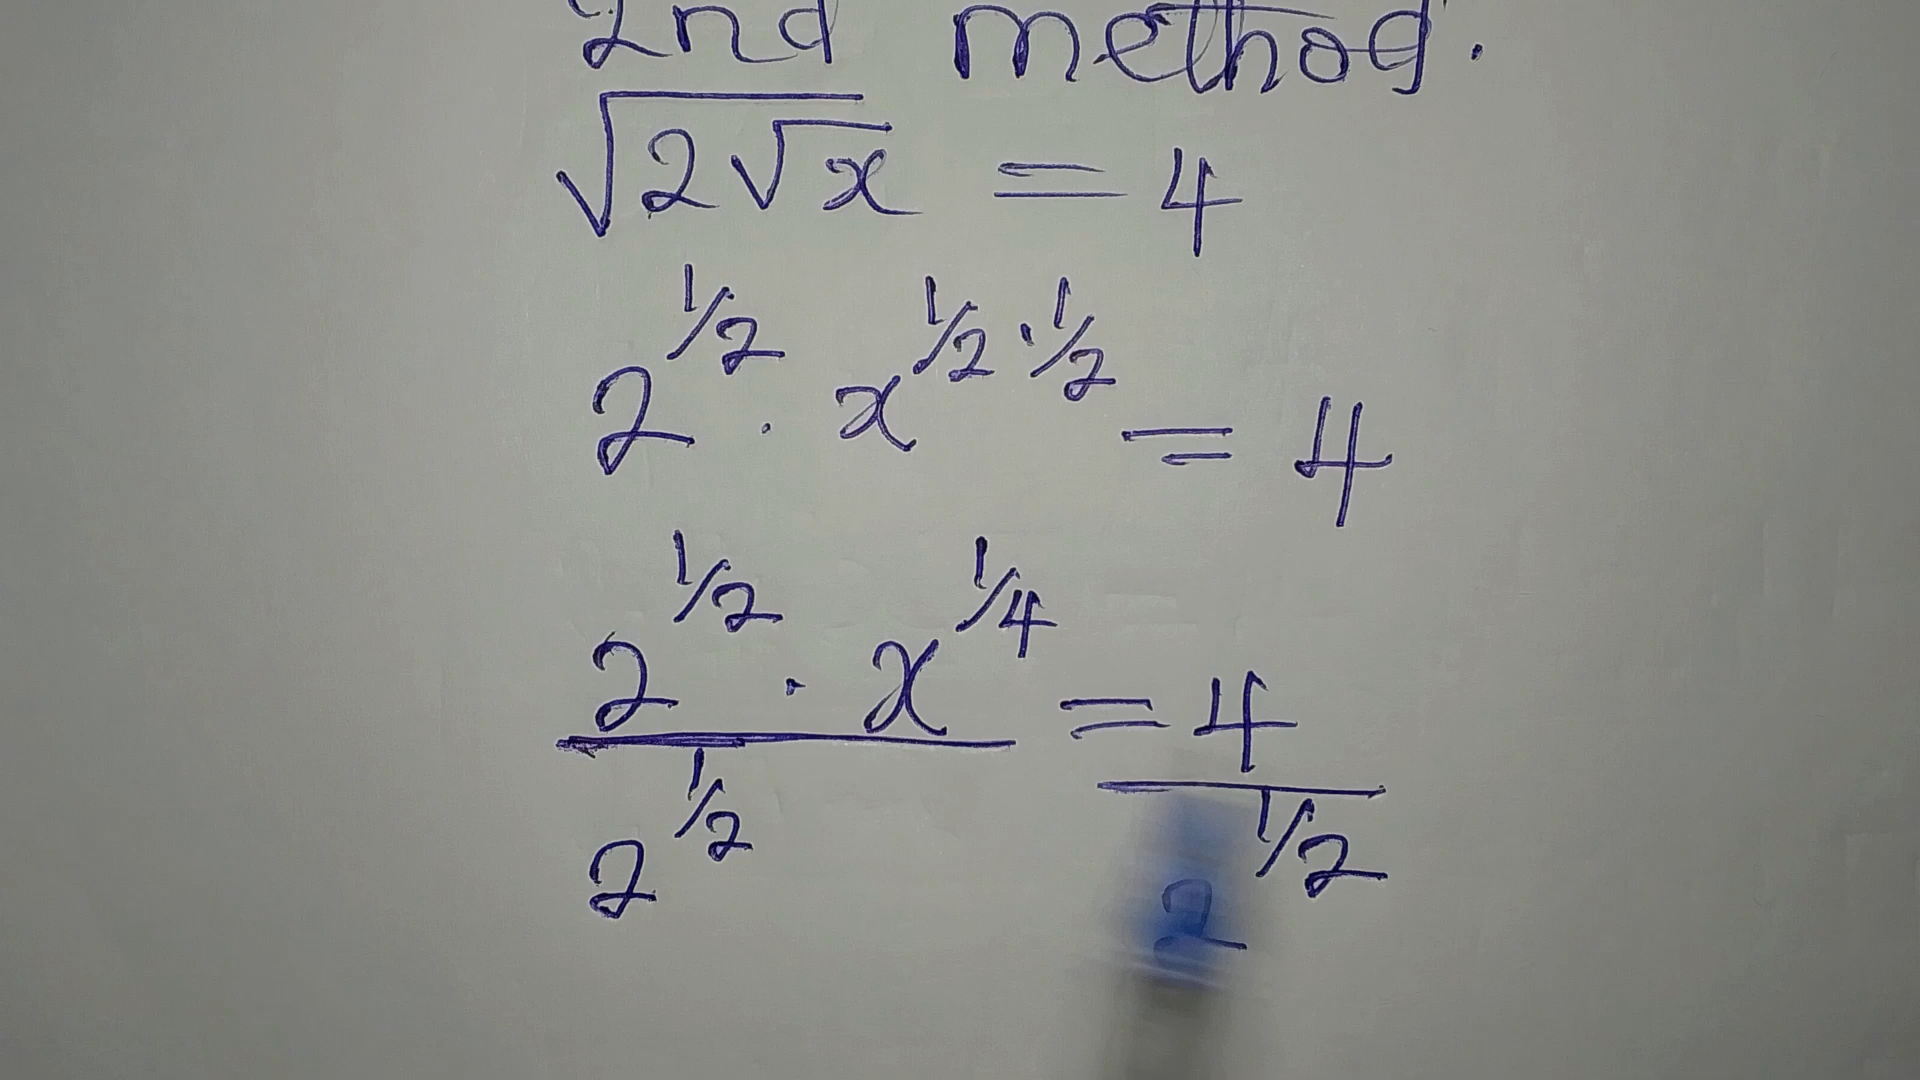 2nd method.
√(2√x) = 4
2^(1/2) · x^(1/2 · 1/2) = 4
(2^(1/2) · x^(1/4)) / 2^(1/2) = 4 / 2^(1/2)